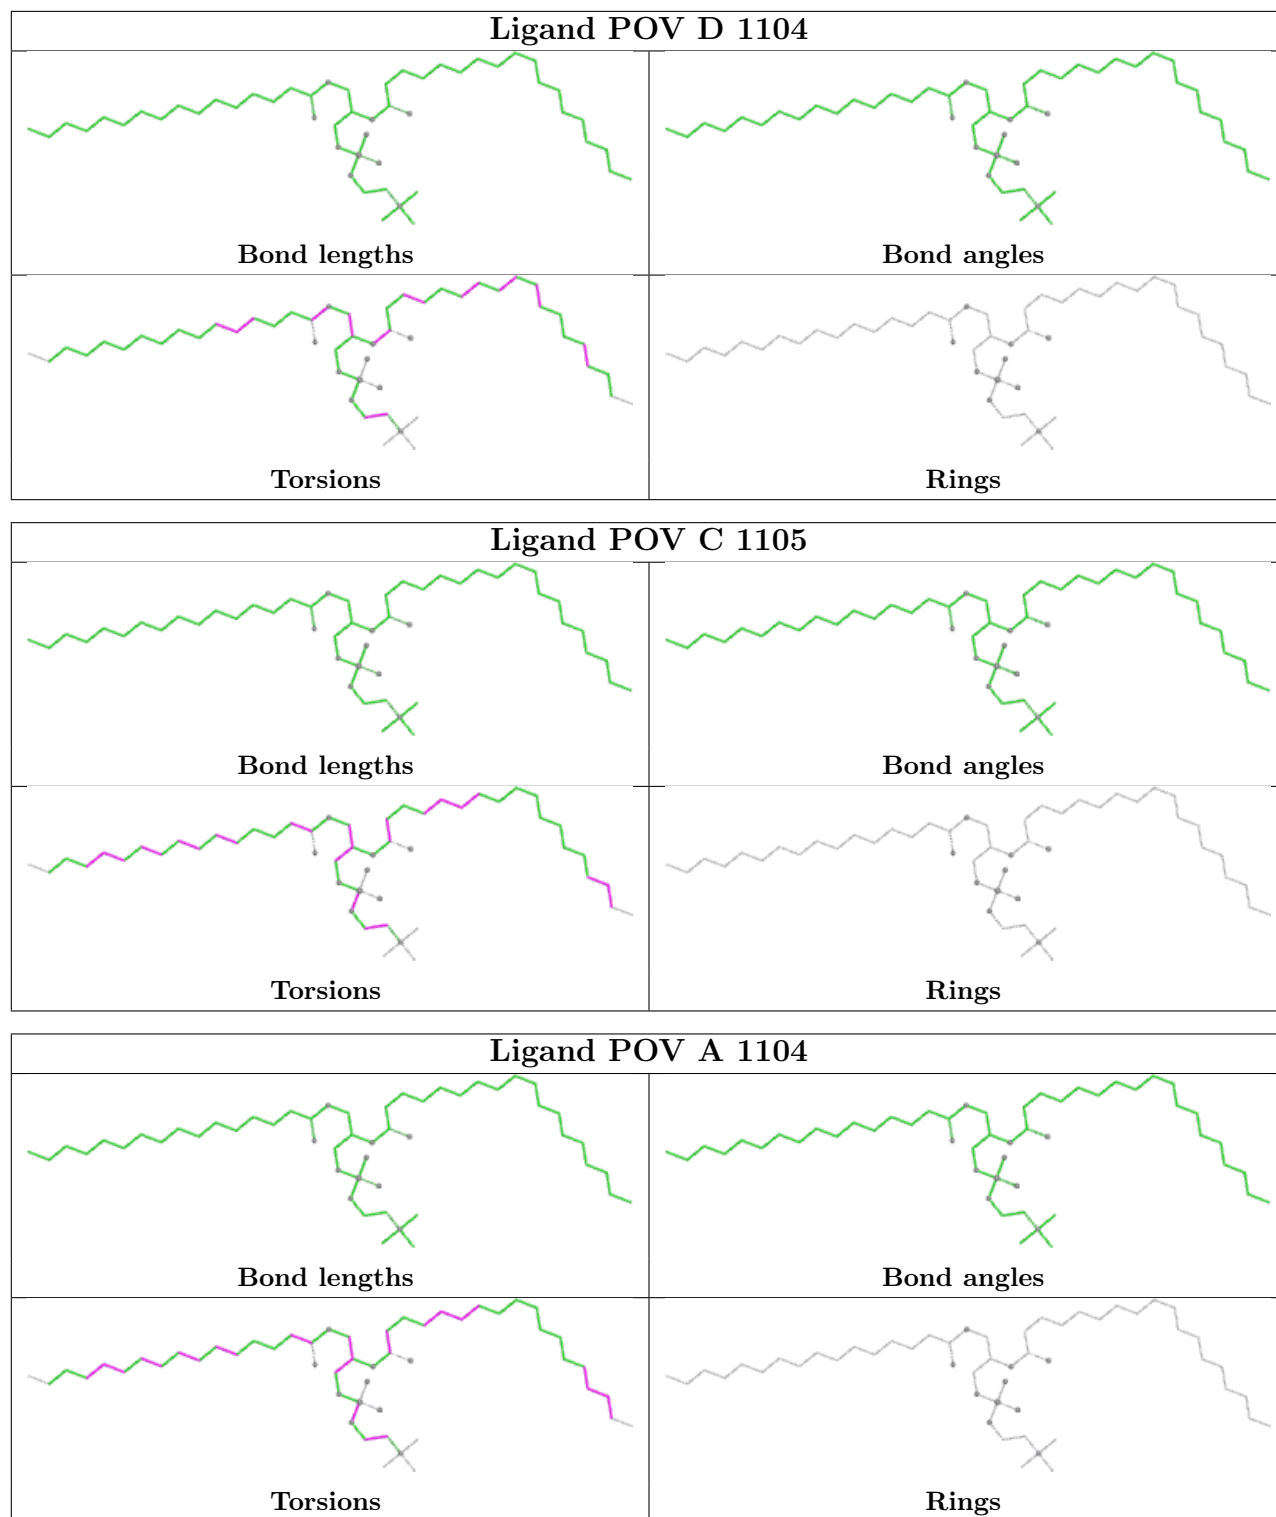 Ligand POV D 1104
Bond lengths
Bond angles
Torsions
Rings
Ligand POV C 1105
Bond lengths
Bond angles
Torsions
Rings
Ligand POV A 1104
Bond lengths
Bond angles
Torsions
Rings